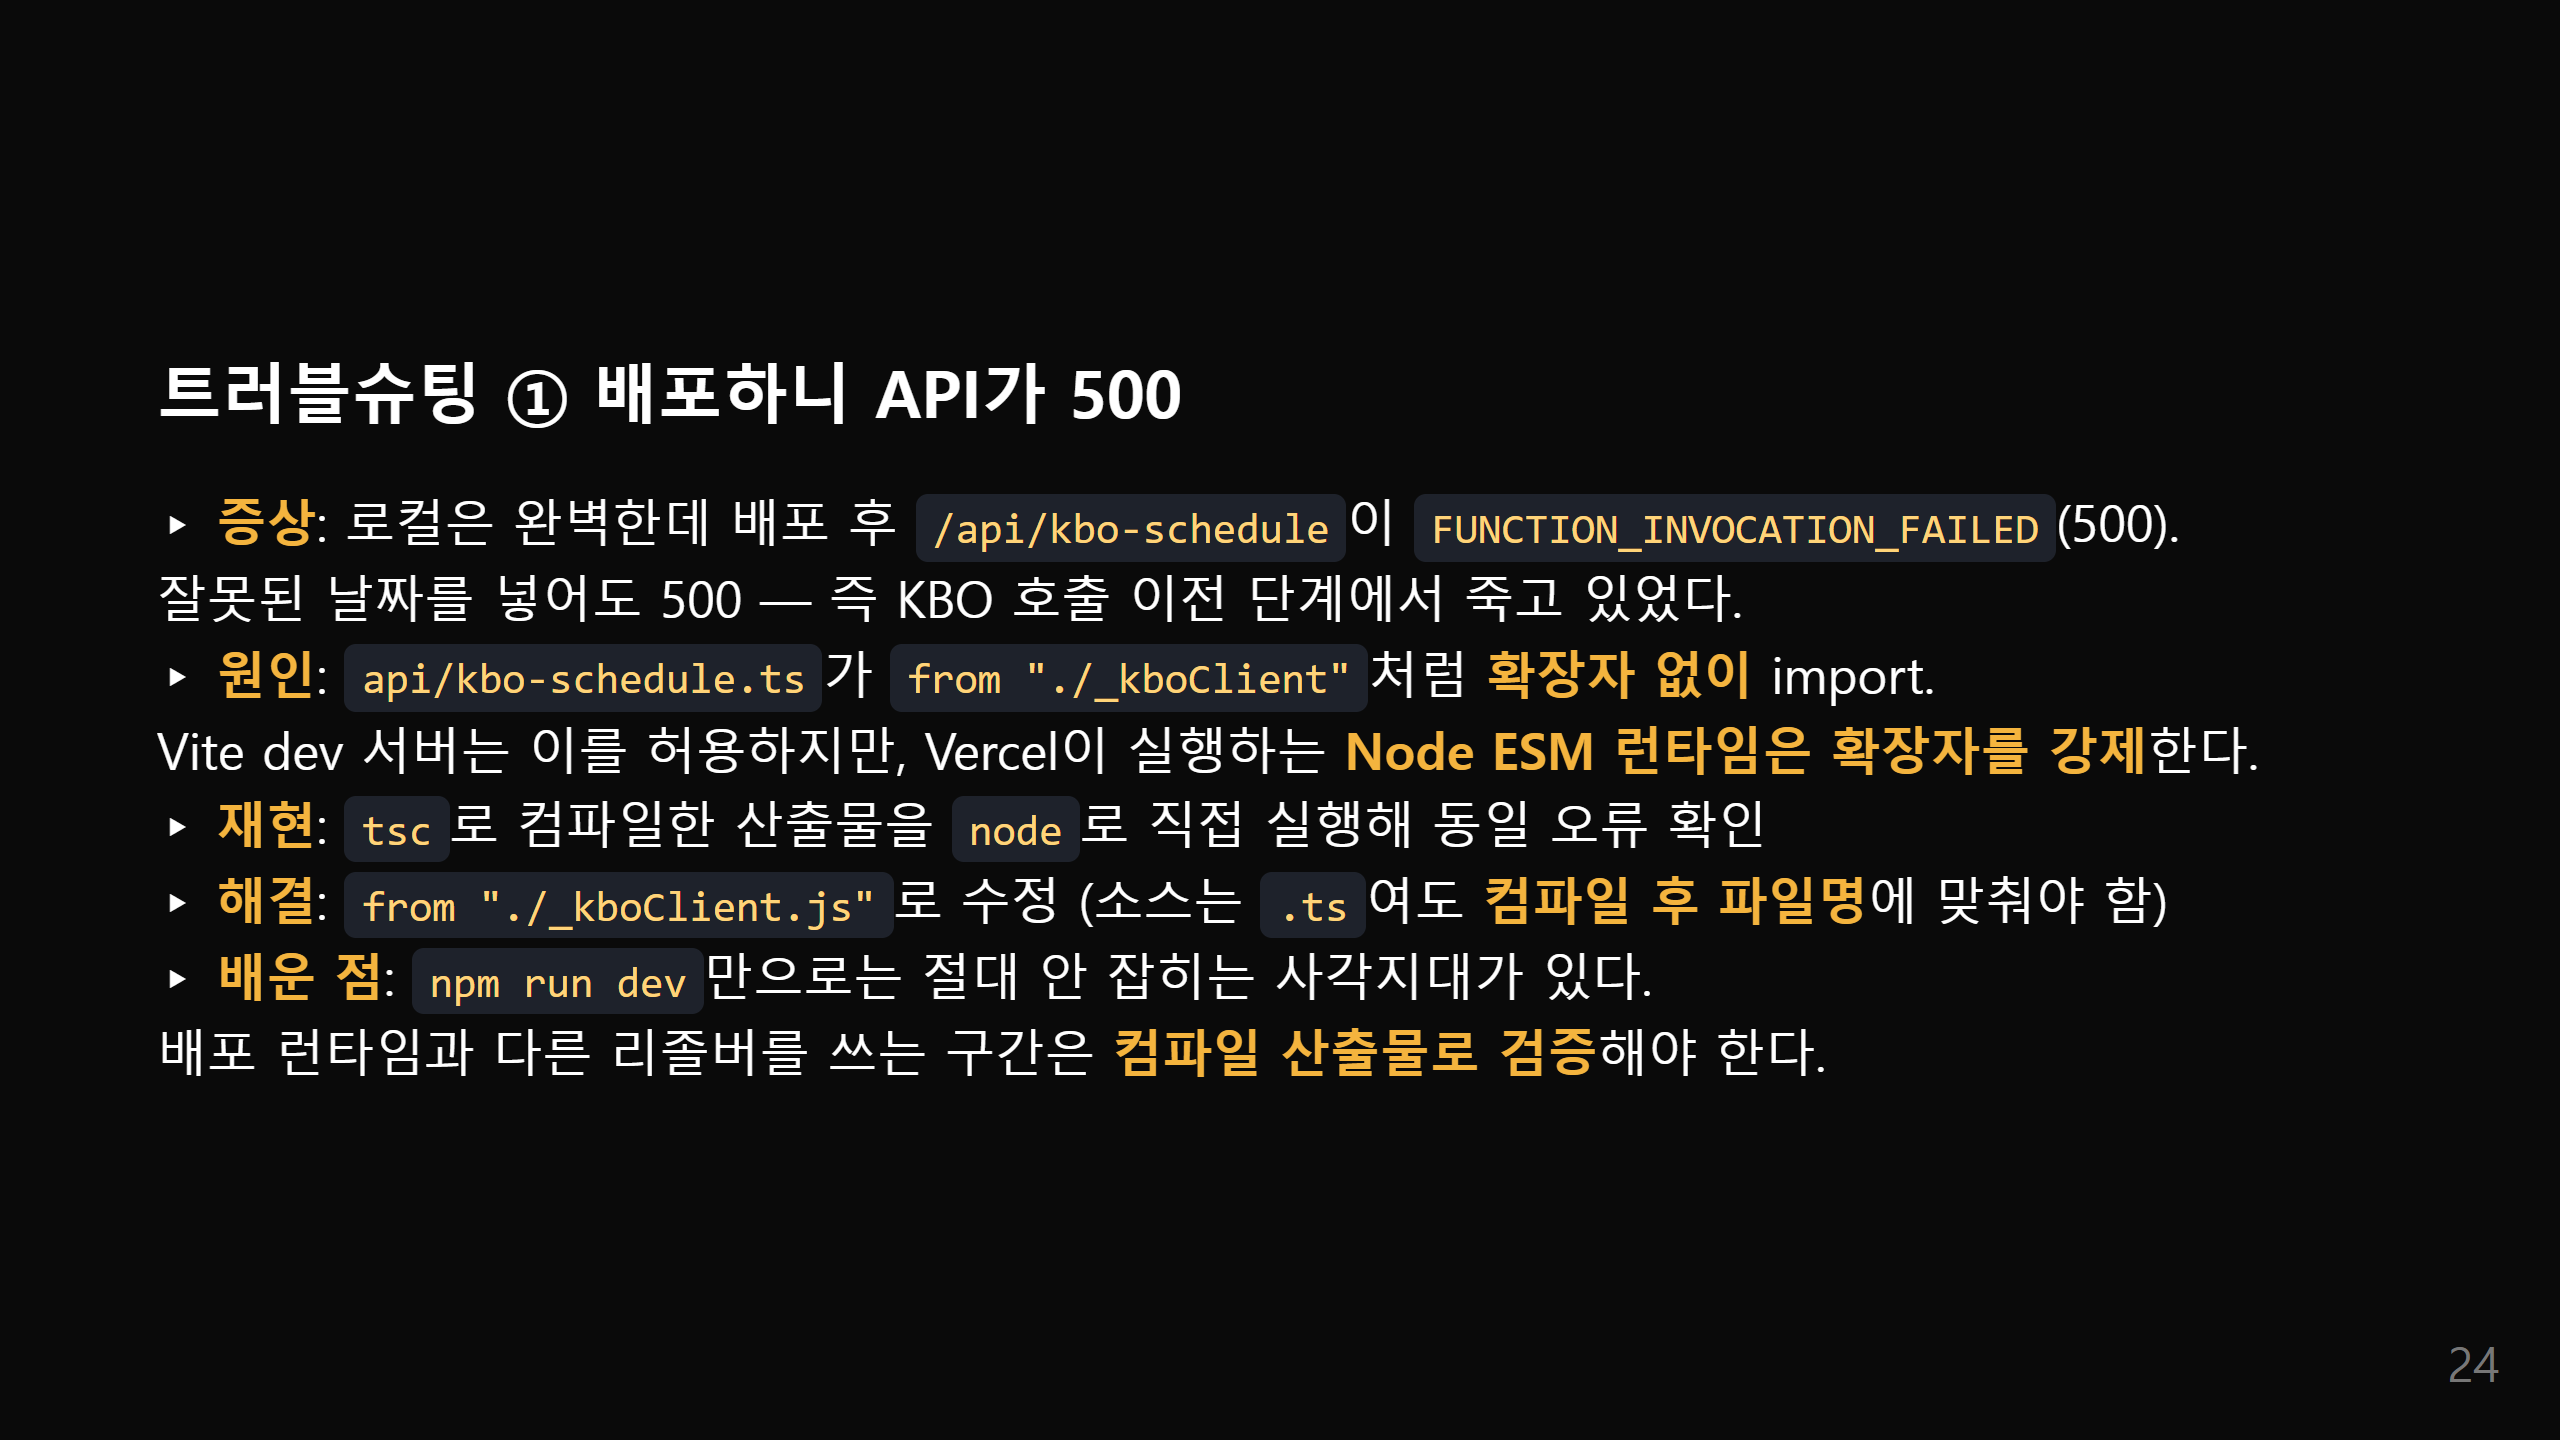 트러블슈팅 ① 배포하니 API가 500
▸ 증상: 로컬은 완벽한데 배포 후 /api/kbo-schedule이 FUNCTION_INVOCATION_FAILED(500).
잘못된 날짜를 넣어도 500 — 즉 KBO 호출 이전 단계에서 죽고 있었다.
▸ 원인: api/kbo-schedule.ts가 from "./_kboClient"처럼 확장자 없이 import.
Vite dev 서버는 이를 허용하지만, Vercel이 실행하는 Node ESM 런타임은 확장자를 강제한다.
▸ 재현: tsc로 컴파일한 산출물을 node로 직접 실행해 동일 오류 확인
▸ 해결: from "./_kboClient.js"로 수정 (소스는 .ts여도 컴파일 후 파일명에 맞춰야 함)
▸ 배운 점: npm run dev만으로는 절대 안 잡히는 사각지대가 있다.
배포 런타임과 다른 리졸버를 쓰는 구간은 컴파일 산출물로 검증해야 한다.
24